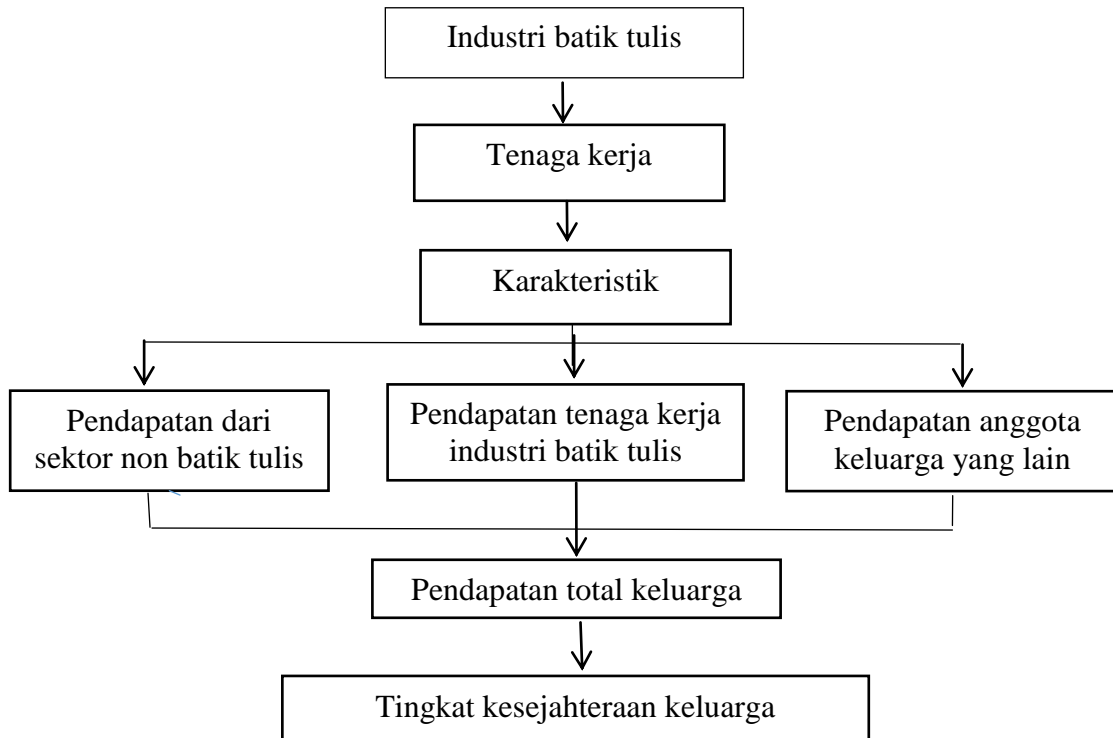 Industri batik tulis
Tenaga kerja
Karakteristik
Pendapatan dari
sektor non batik tulis
Pendapatan tenaga kerja
industri batik tulis
Pendapatan anggota
keluarga yang lain
Pendapatan total keluarga
Tingkat kesejahteraan keluarga